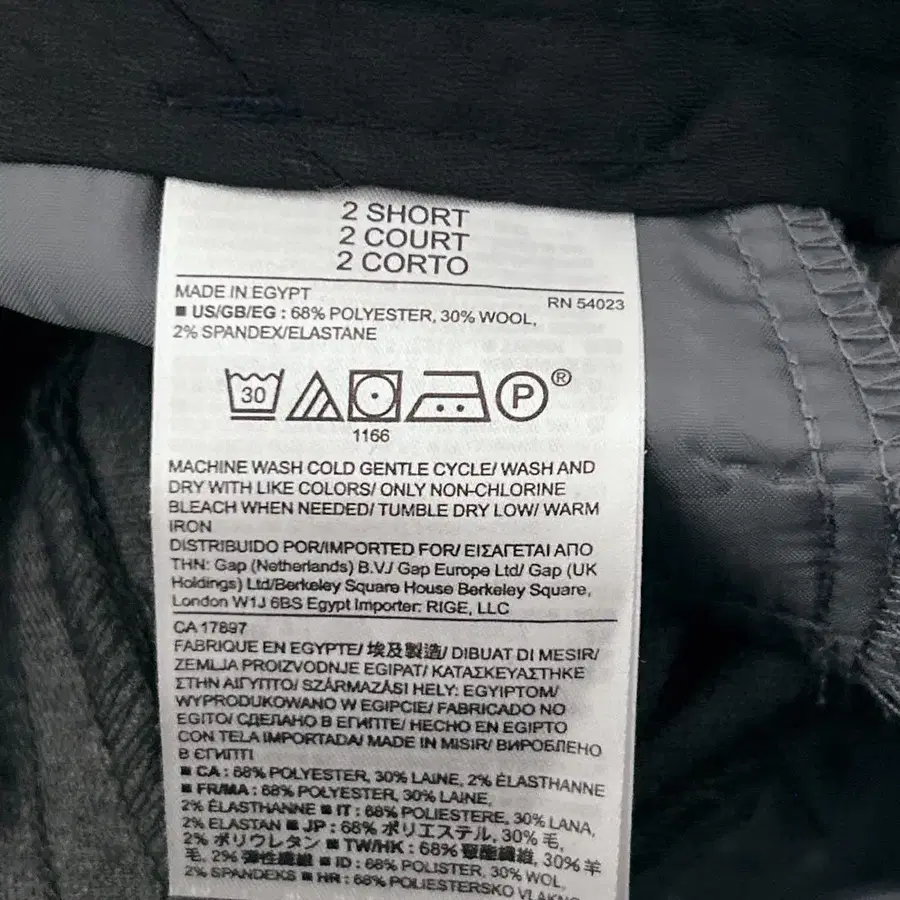 2 SHORT
2 COURT
2 CORTO
MADE IN EGYPT
RN 54023
■ US/GB/EG : 68% POLYESTER, 30% WOOL,
2% SPANDEX/ELASTANE
30
P ®
1166
MACHINE WASH COLD GENTLE CYCLE/ WASH AND
DRY WITH LIKE COLORS/ ONLY NON-CHLORINE
BLEACH WHEN NEEDED/ TUMBLE DRY LOW/ WARM
IRON
DISTRIBUIDO POR/IMPORTED FOR/ ΕΙΣΑΓΕΤΑΙ ΑΠΟ
THN: Gap (Netherlands) B.V./ Gap Europe Ltd/ Gap (UK
Holdings) Ltd/Berkeley Square House Berkeley Square,
London W1J 6BS Egypt Importer: RIGE, LLC
CA 17897
FABRIQUE EN EGYPTE/ 埃及製造/ DIBUAT DI MESIR/
ZEMLJA PROIZVODNJE EGIPAT/ ΚΑΤΑΣΚΕΥΑΣΤΗΚΕ
ΣΤΗΝ ΑΙΓΥΠΤΟ/ SZÁRMAZÁSI HELY: EGYIPTOM/
WYPRODUKOWANO W EGIPCIE/ FABRICADO NO
EGITO/ СДЕЛАНО В ЕГИПТЕ/ HECHO EN EGIPTO
CON TELA IMPORTADA/ MADE IN MISIR/ ВИРОБЛЕНО
В ЄГИПТІ
■ CA : 68% POLYESTER, 30% LAINE, 2% ÉLASTHANNE
■ FR/MA : 68% POLYESTER, 30% LAINE,
2% ÉLASTHANNE ■ IT : 68% POLIESTERE, 30% LANA,
2% ELASTAN ■ JP : 68% ポリエステル, 30% 毛,
2% ポリウレタン ■ TW/HK : 68% 聚酯纖維, 30% 羊
毛, 2% 彈性纖維 ■ ID : 68% POLISTER, 30% WOL,
2% SPANDEKS ■ HR : 68% POLIESTERSKO VLAKNO